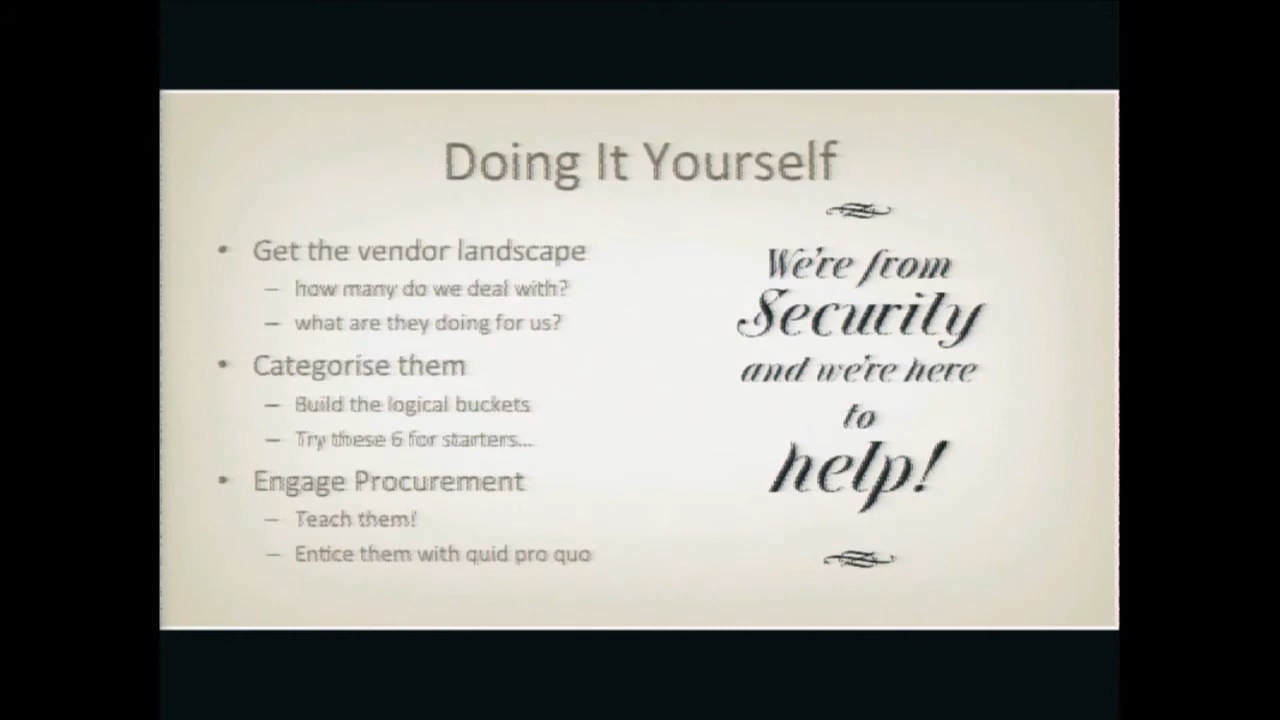 Doing It Yourself
• Get the vendor landscape
– how many do we deal with?
– what are they doing for us?
• Categorise them
– Build the logical buckets
– Try these 6 for starters...
• Engage Procurement
– Teach them!
– Entice them with quid pro quo
We're from
Security
and we're here
to
help!